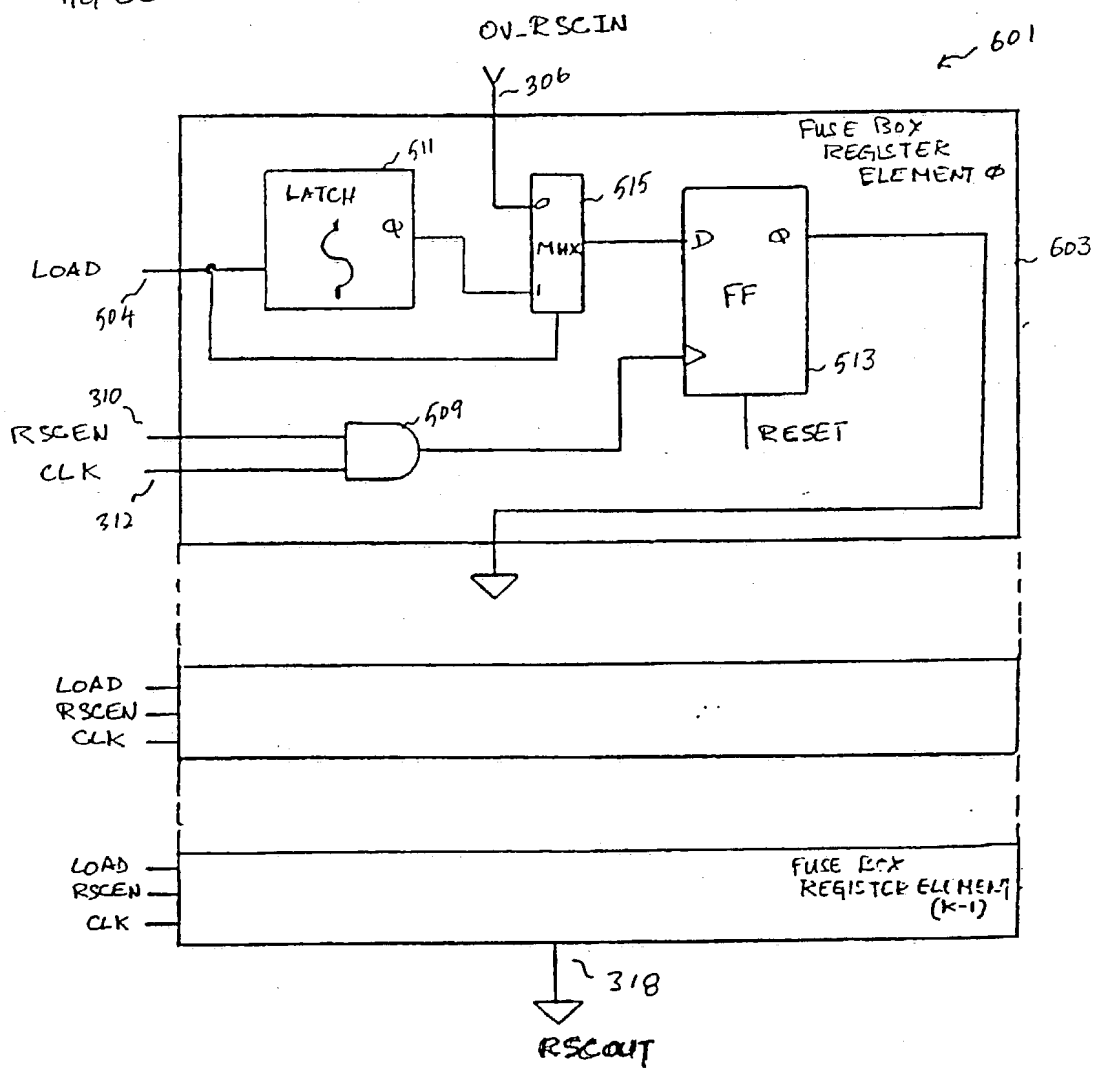 OV_RSCIN
601
306
FUSE BOX
REGISTER
ELEMENT 0
511
LATCH
Q
0
MUX
1
515
D
Q
FF
603
LOAD
504
513
310
509
RSCEN
RESET
CLK
312
LOAD
RSCEN
CLK
...
LOAD
RSCEN
CLK
FUSE BOX
REGISTER ELEMENT
(K-1)
318
RSCOUT